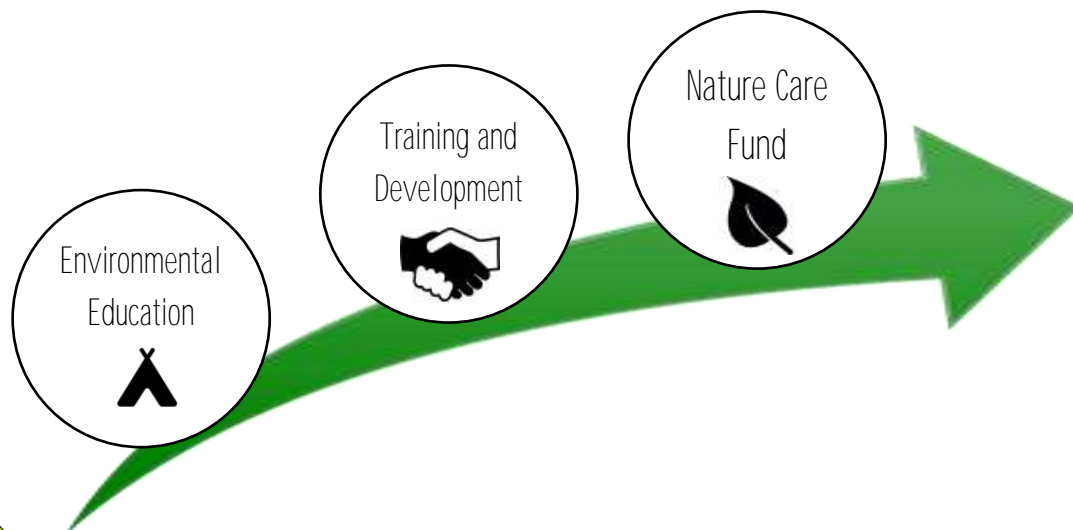 Environmental
Education
Training and
Development
Nature Care
Fund